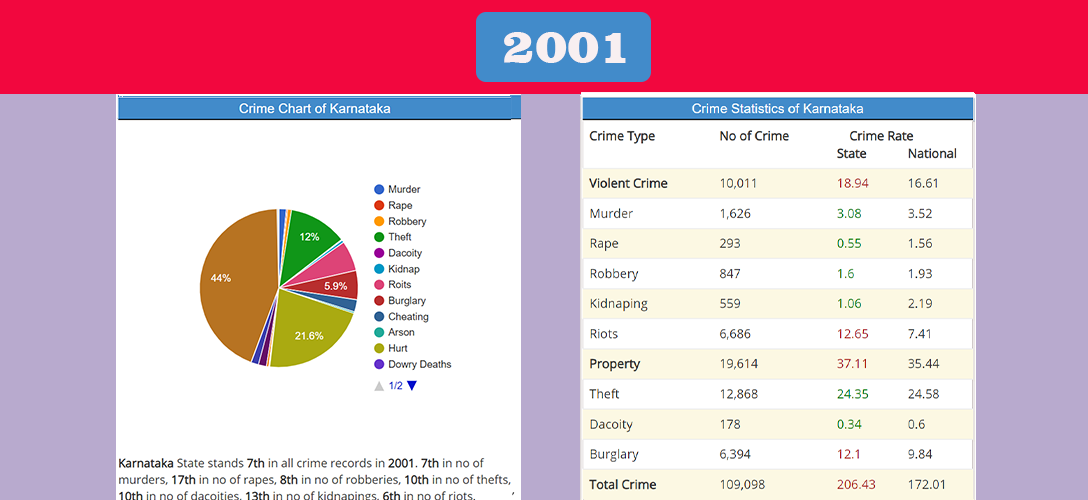 2001
Crime Chart of Karnataka
Murder
Rape
Robbery
Theft
Dacoity
Kidnap
Roits
Burglary
Cheating
Arson
Hurt
Dowry Deaths
1/2
12%
44%
5.9%
21.6%
Karnataka State stands 7th in all crime records in 2001. 7th in no of
murders, 17th in no of rapes, 8th in no of robberies, 10th in no of thefts,
10th in no of dacoities, 13th in no of kidnapings, 6th in no of riots,
Crime Statistics of Karnataka
Crime Type No of Crime Crime Rate
State National
Violent Crime 10,011 18.94 16.61
Murder 1,626 3.08 3.52
Rape 293 0.55 1.56
Robbery 847 1.6 1.93
Kidnaping 559 1.06 2.19
Riots 6,686 12.65 7.41
Property 19,614 37.11 35.44
Theft 12,868 24.35 24.58
Dacoity 178 0.34 0.6
Burglary 6,394 12.1 9.84
Total Crime 109,098 206.43 172.01